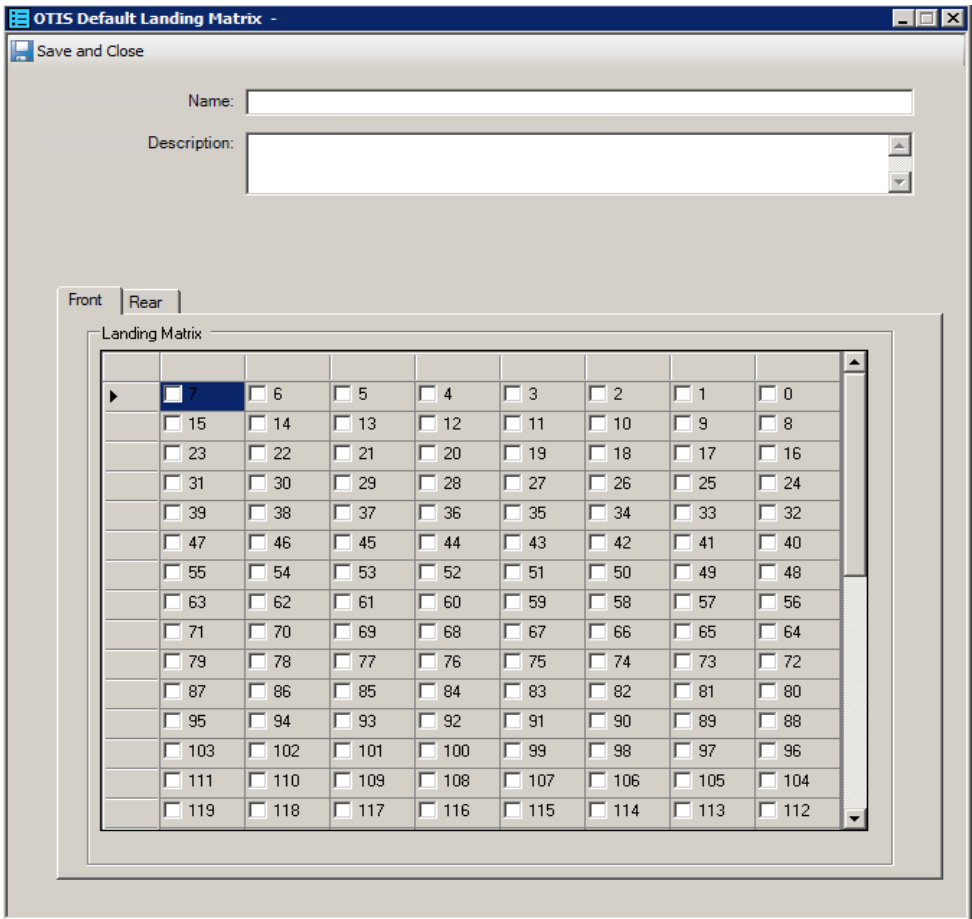 OTIS Default Landing Matrix -
Save and Close
Name:
Description:
Front Rear
Landing Matrix
7 6 5 4 3 2 1 0
15 14 13 12 11 10 9 8
23 22 21 20 19 18 17 16
31 30 29 28 27 26 25 24
39 38 37 36 35 34 33 32
47 46 45 44 43 42 41 40
55 54 53 52 51 50 49 48
63 62 61 60 59 58 57 56
71 70 69 68 67 66 65 64
79 78 77 76 75 74 73 72
87 86 85 84 83 82 81 80
95 94 93 92 91 90 89 88
103 102 101 100 99 98 97 96
111 110 109 108 107 106 105 104
119 118 117 116 115 114 113 112